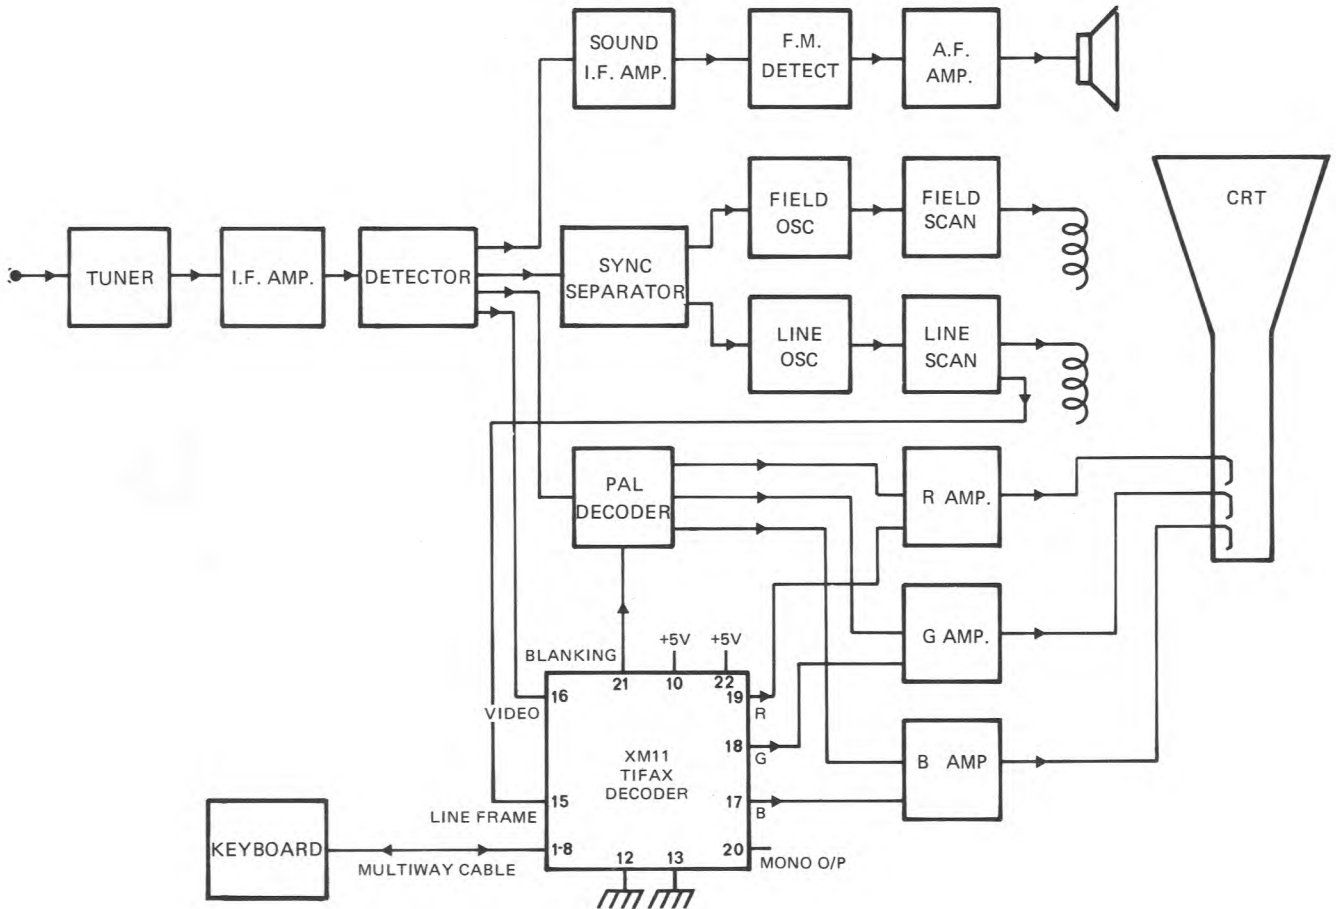 SOUND
I.F. AMP.
F.M.
DETECT
A.F.
AMP.
CRT
FIELD
OSC
FIELD
SCAN
TUNER
I.F. AMP.
DETECTOR
SYNC
SEPARATOR
LINE
OSC
LINE
SCAN
PAL
DECODER
R AMP.
G AMP.
B AMP
BLANKING
+5V
+5V
21
10
22
16
19
VIDEO
R
18
G
XM11
TIFAX
DECODER
15
17
LINE FRAME
B
KEYBOARD
1-8
12
13
20
MULTIWAY CABLE
MONO O/P